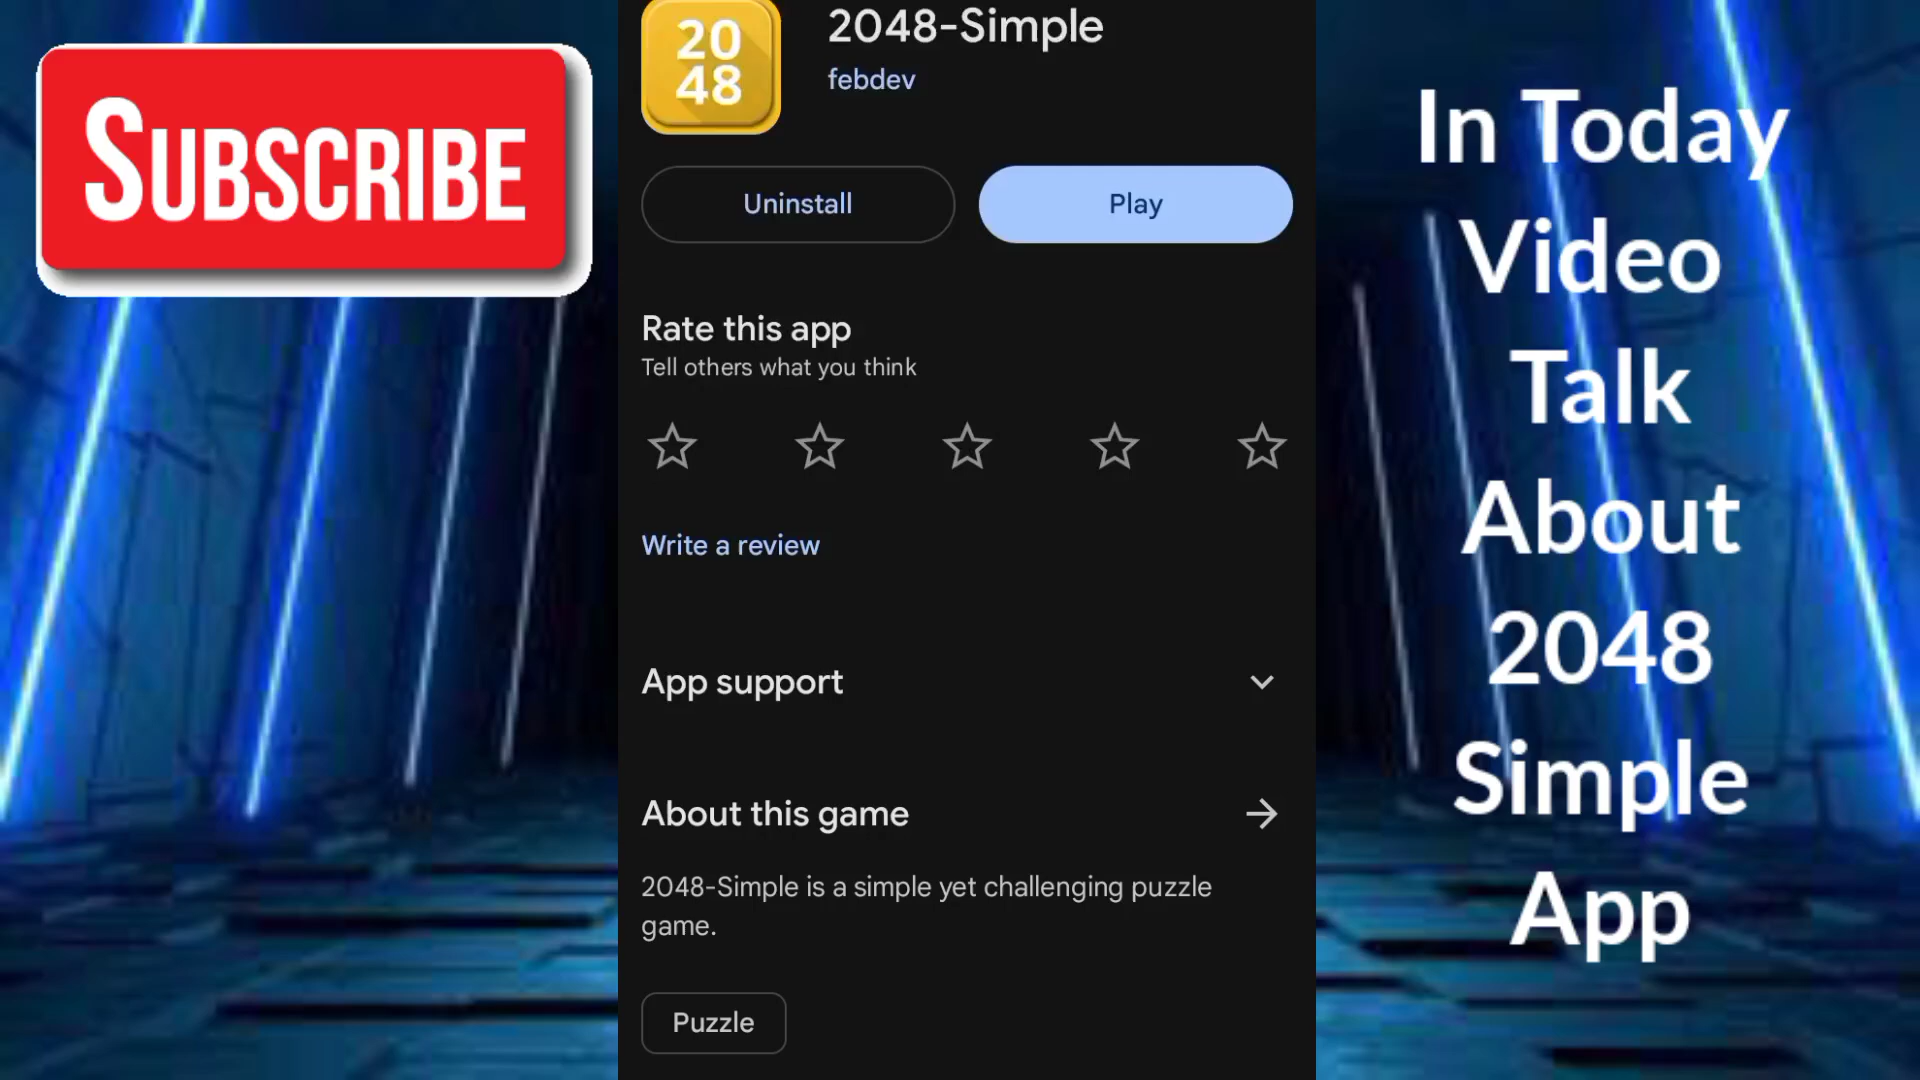 SUBSCRIBE
20
48
2048-Simple
febdev
Uninstall
Play
Rate this app
Tell others what you think
Write a review
App support
About this game
2048-Simple is a simple yet challenging puzzle
game.
Puzzle
In Today
Video
Talk
About
2048
Simple
App